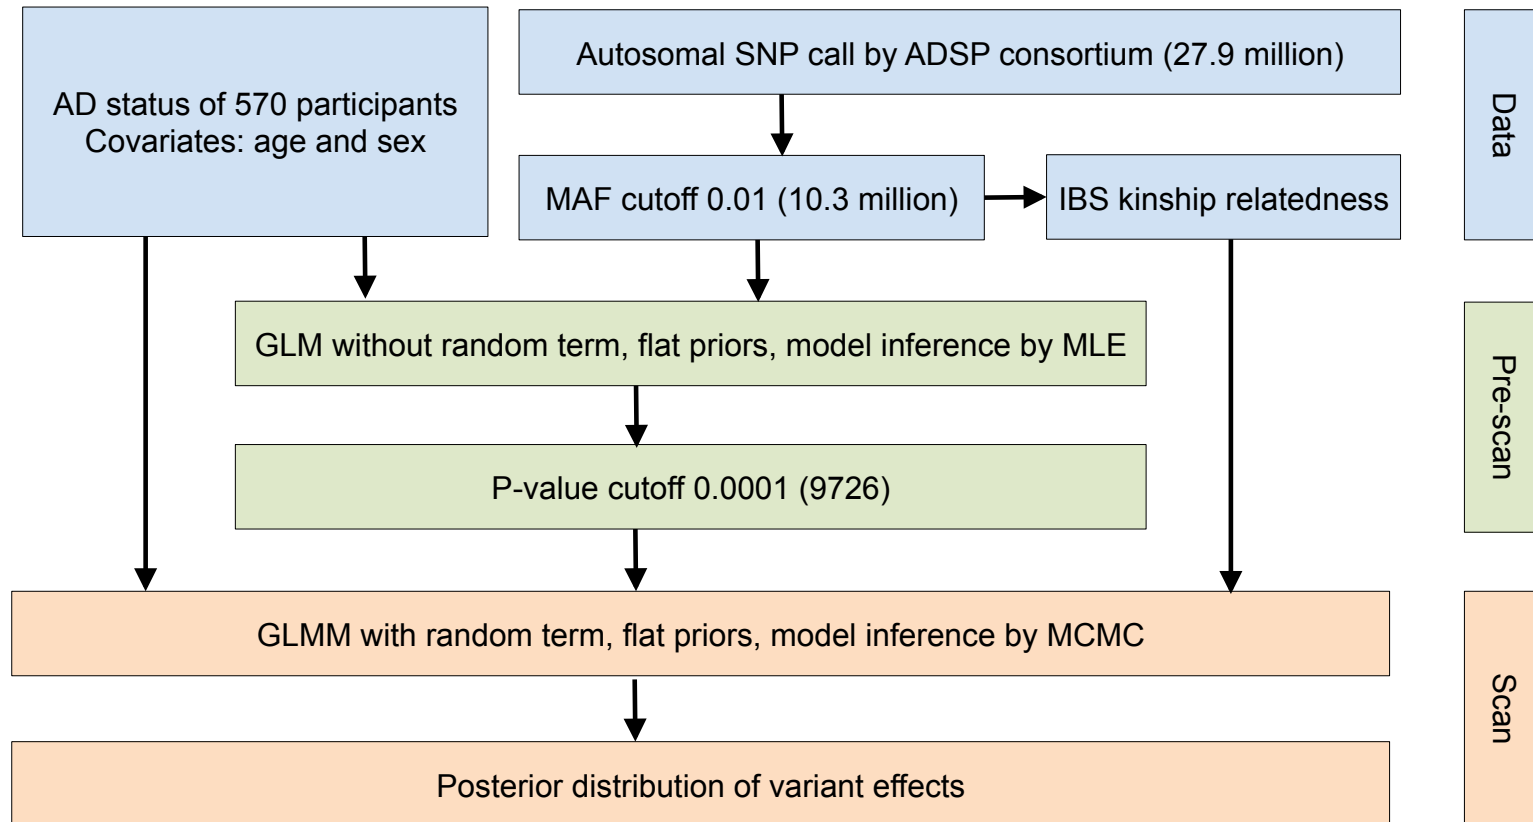 AD status of 570 participants
Covariates: age and sex
Autosomal SNP call by ADSP consortium (27.9 million)
MAF cutoff 0.01 (10.3 million)
IBS kinship relatedness
Data
GLM without random term, flat priors, model inference by MLE
P-value cutoff 0.0001 (9726)
Pre-scan
GLMM with random term, flat priors, model inference by MCMC
Posterior distribution of variant effects
Scan